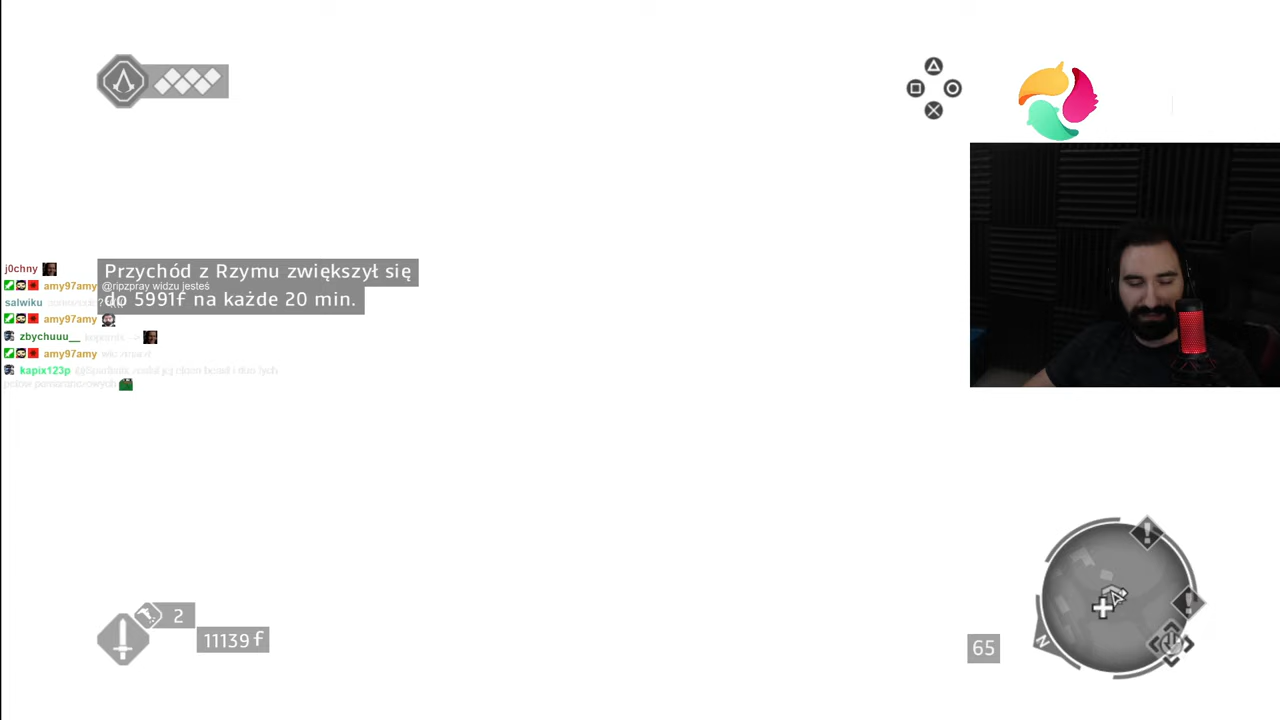 Przychód z Rzymu zwiększył się
do 5991f na każde 20 min.
j0chny
amy97amy @ripzpray widzu jesteś
salwiku
amy97amy
zbychuuu__
amy97amy
kapix123p
2
11139 f
65
N